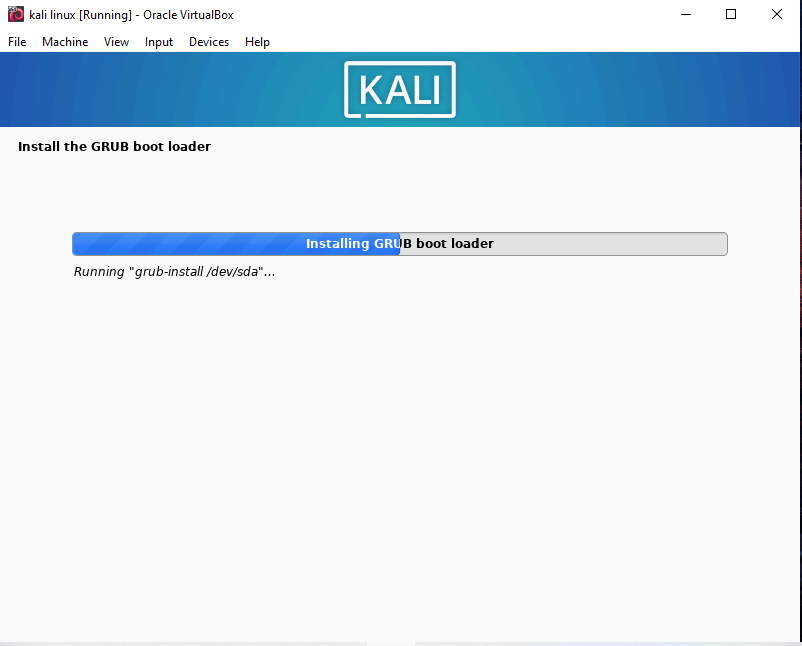 kali linux [Running] - Oracle VirtualBox
File Machine View Input Devices Help
KALI
Install the GRUB boot loader
Installing GRUB boot loader
Running "grub-install /dev/sda"...